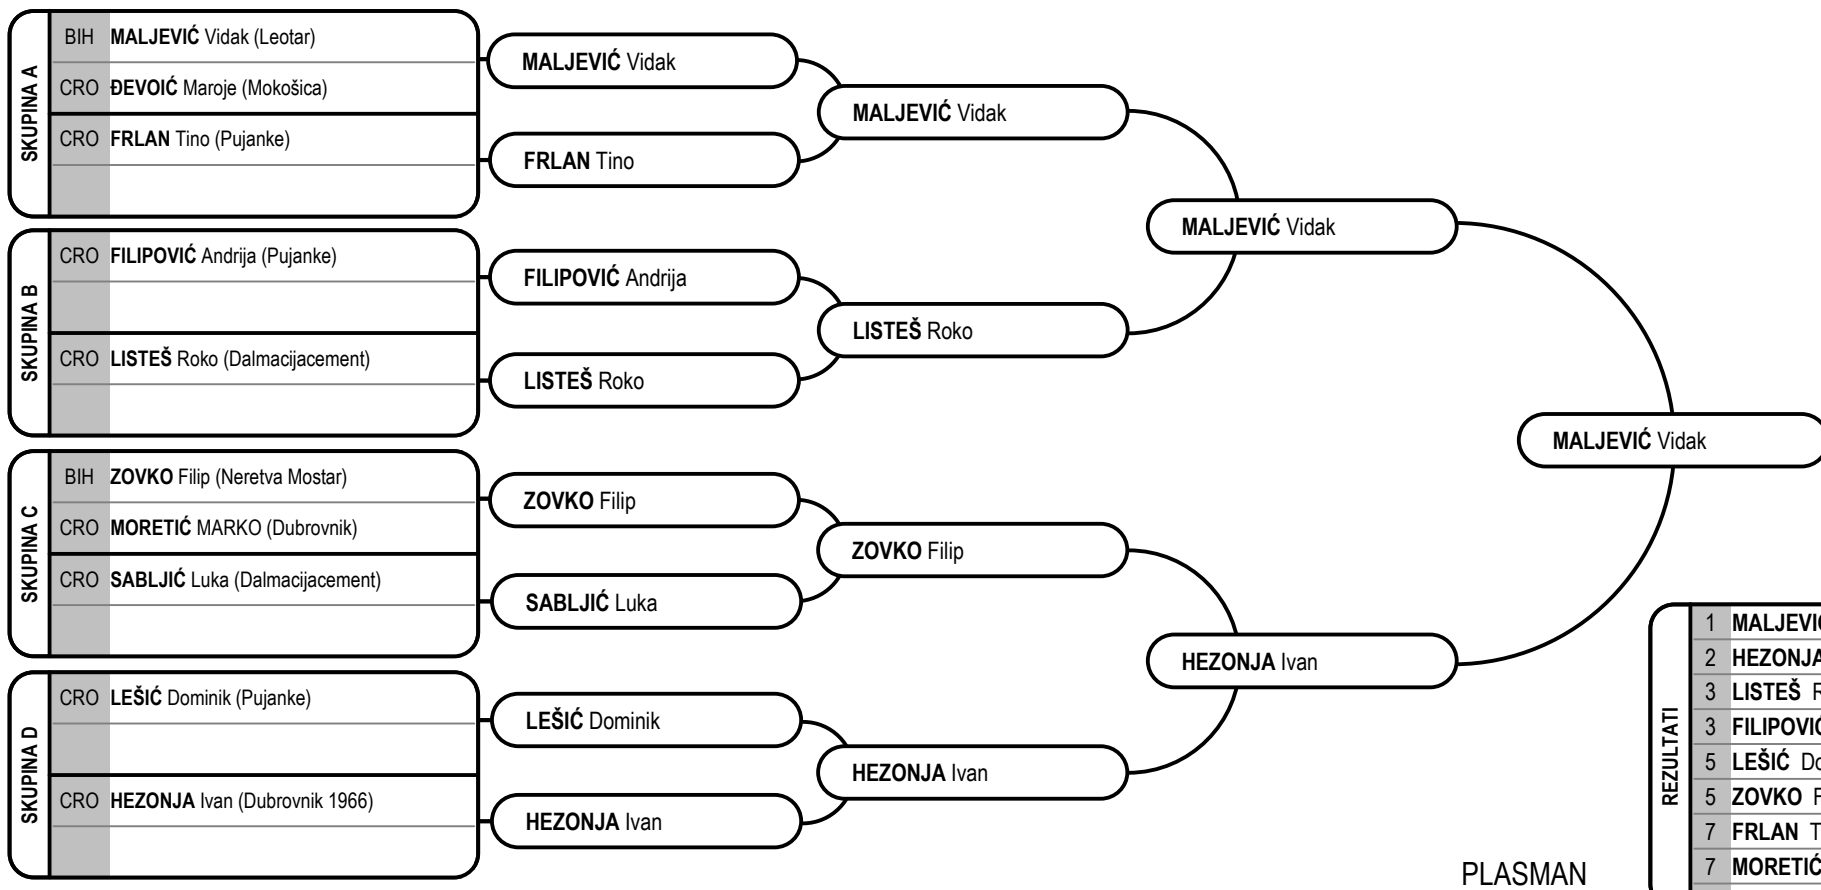 SKUPINA A
BIH MALJEVIĆ Vidak (Leotar)
CRO ĐEVOIĆ Maroje (Mokošica)
CRO FRLAN Tino (Pujanke)
SKUPINA B
CRO FILIPOVIĆ Andrija (Pujanke)
CRO LISTEŠ Roko (Dalmacijacement)
SKUPINA C
BIH ZOVKO Filip (Neretva Mostar)
CRO MORETIĆ MARKO (Dubrovnik)
CRO SABLJIĆ Luka (Dalmacijacement)
SKUPINA D
CRO LEŠIĆ Dominik (Pujanke)
CRO HEZONJA Ivan (Dubrovnik 1966)
MALJEVIĆ Vidak
FRLAN Tino
FILIPOVIĆ Andrija
LISTEŠ Roko
ZOVKO Filip
SABLJIĆ Luka
LEŠIĆ Dominik
HEZONJA Ivan
MALJEVIĆ Vidak
LISTEŠ Roko
ZOVKO Filip
HEZONJA Ivan
MALJEVIĆ Vidak
HEZONJA Ivan
MALJEVIĆ Vidak
PLASMAN
REZULTATI
1 MALJEVIĆ
2 HEZONJA
3 LISTEŠ
3 FILIPOVIĆ
5 LEŠIĆ
5 ZOVKO
7 FRLAN
7 MORETIĆ